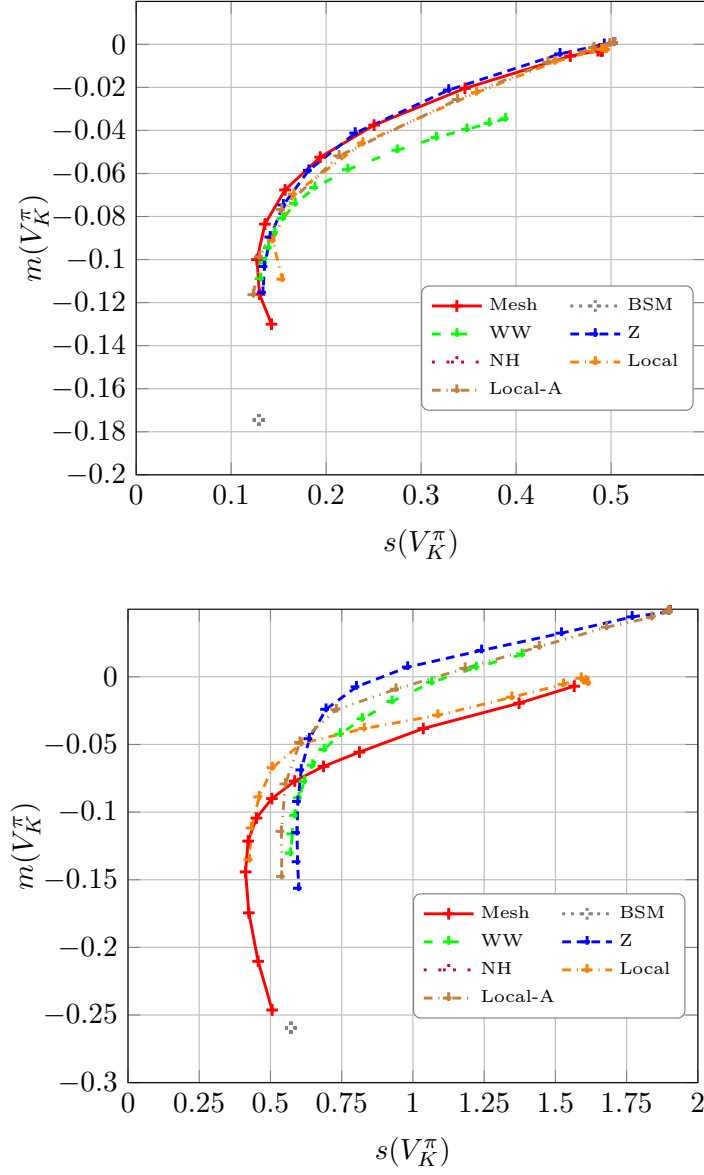 0
−0.02
−0.04
−0.06
−0.08
−0.1
−0.12
−0.14
−0.16
−0.18
−0.2
m(V_K^π)
Mesh BSM
WW Z
NH Local
Local-A
0 0.1 0.2 0.3 0.4 0.5
s(V_K^π)
0
−0.05
−0.1
−0.15
−0.2
−0.25
−0.3
m(V_K^π)
Mesh BSM
WW Z
NH Local
Local-A
0 0.25 0.5 0.75 1 1.25 1.5 1.75 2
s(V_K^π)